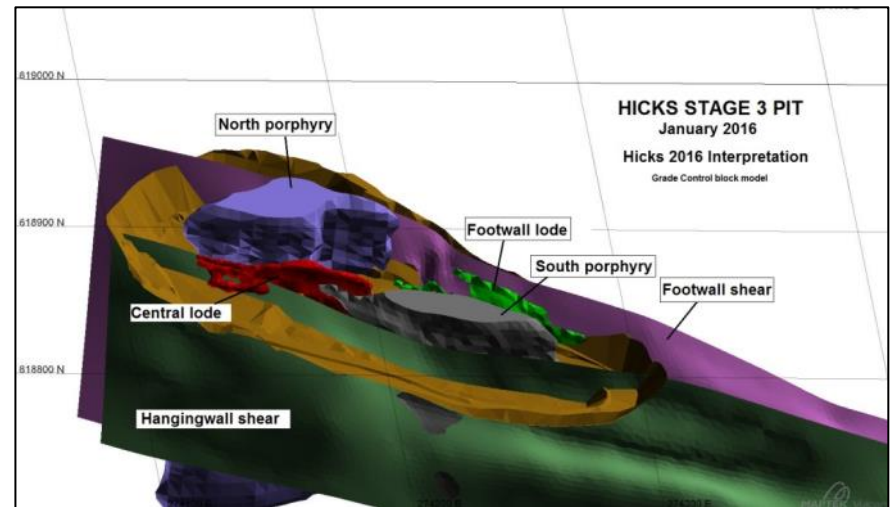 619000 N
HICKS STAGE 3 PIT
January 2016
North porphyry
Hicks 2016 Interpretation
Grade Control block model
618900 N
Footwall lode
South porphyry
Footwall shear
Central lode
618800 N
Hangingwall shear